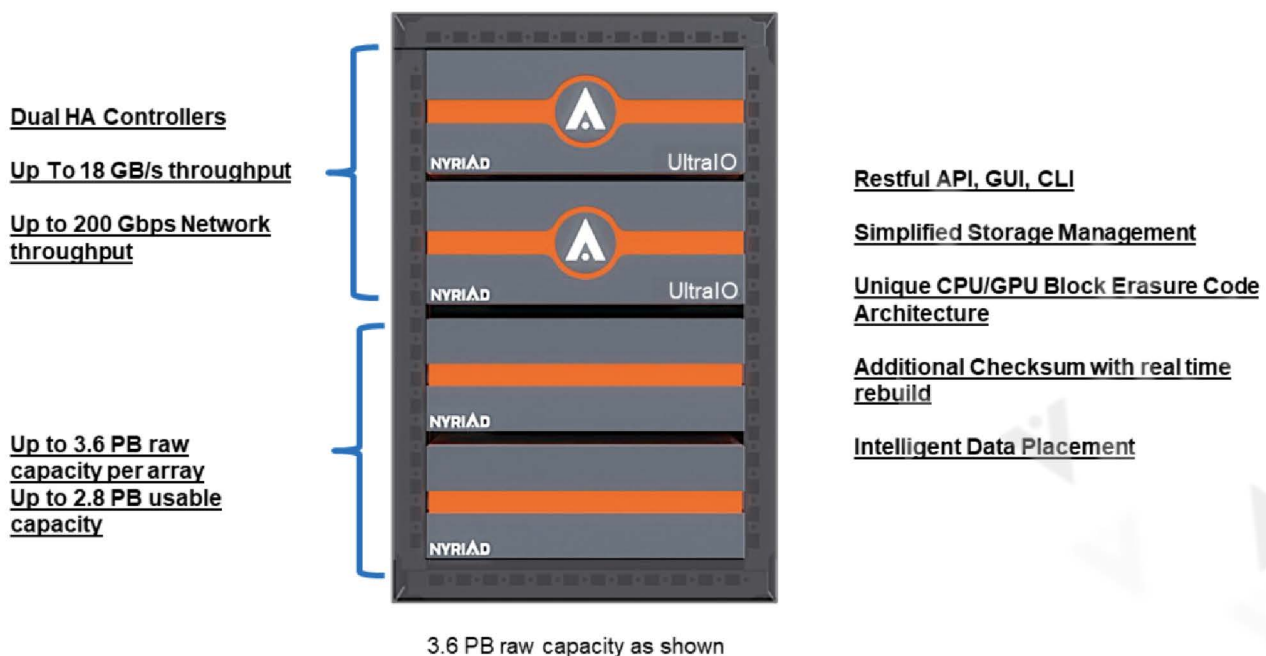 Dual HA Controllers
Up To 18 GB/s throughput
Up to 200 Gbps Network
throughput
Up to 3.6 PB raw
capacity per array
Up to 2.8 PB usable
capacity
NYRIAD
UltraIO
NYRIAD
UltraIO
NYRIAD
NYRIAD
3.6 PB raw capacity as shown
Restful API, GUI, CLI
Simplified Storage Management
Unique CPU/GPU Block Erasure Code
Architecture
Additional Checksum with real time
rebuild
Intelligent Data Placement